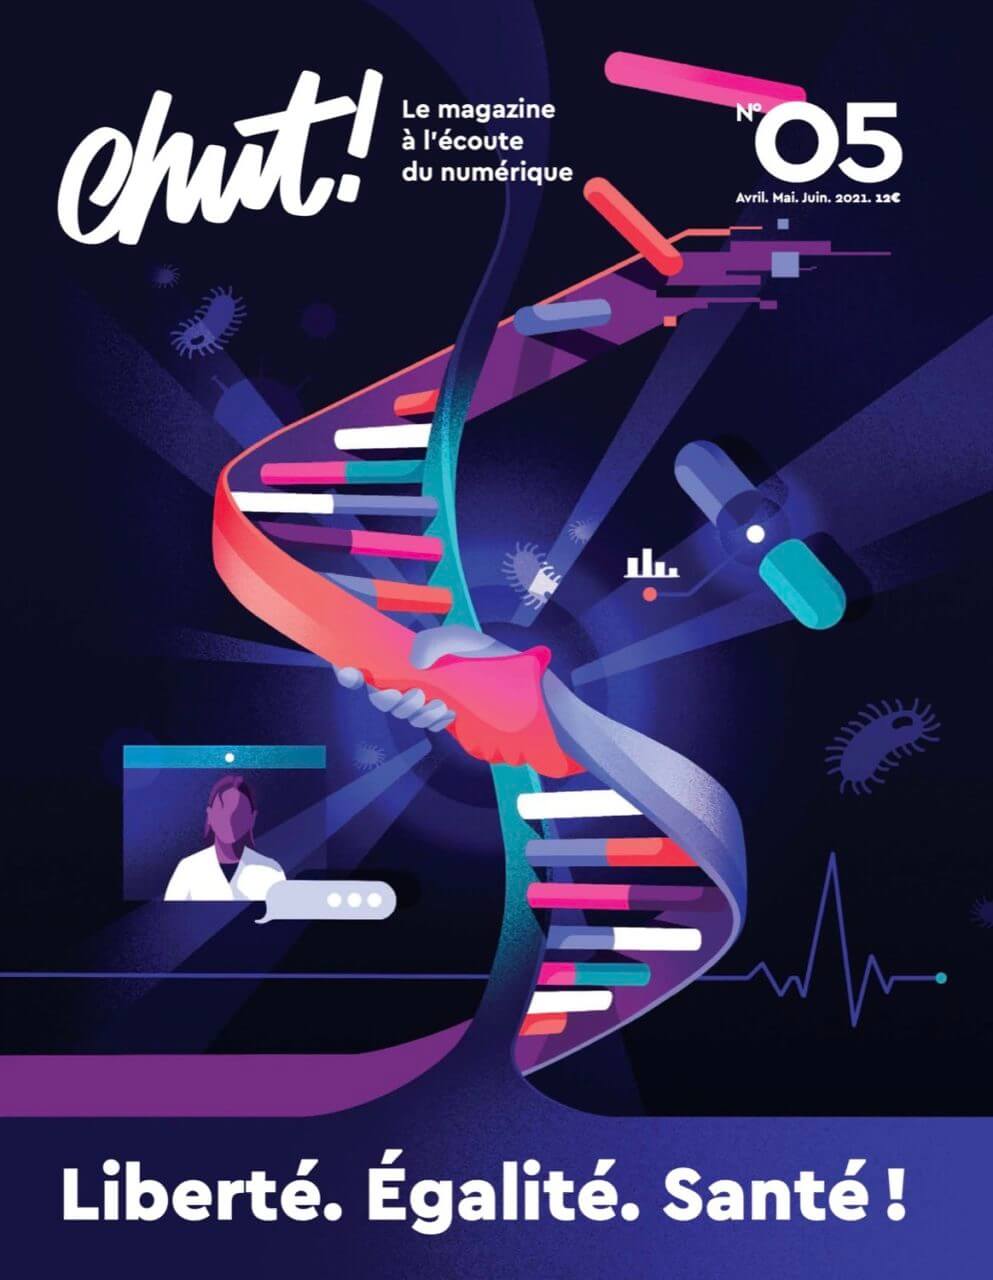 chut!
Le magazine
à l'écoute
du numérique
N° 05
Avril. Mai. Juin. 2021. 12€
Liberté. Égalité. Santé !